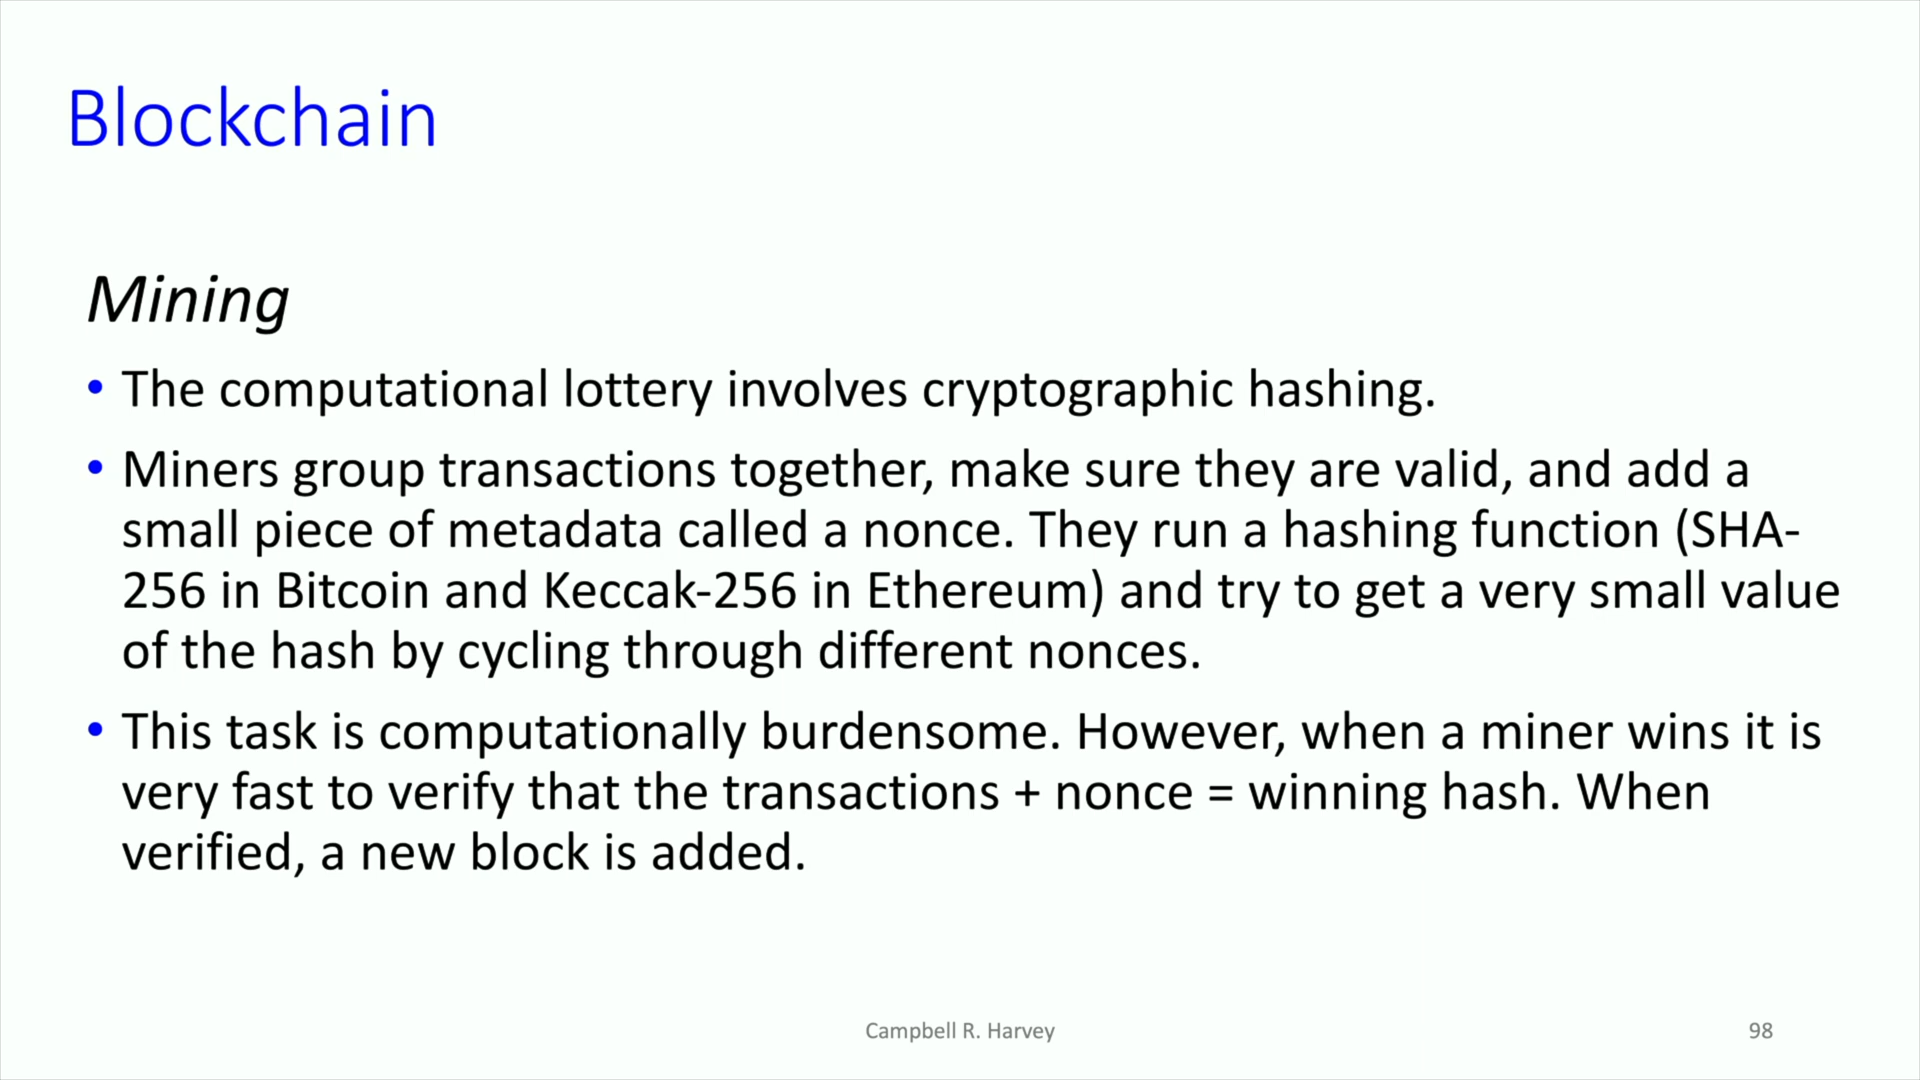 Blockchain
Mining
• The computational lottery involves cryptographic hashing.
• Miners group transactions together, make sure they are valid, and add a
small piece of metadata called a nonce. They run a hashing function (SHA-
256 in Bitcoin and Keccak-256 in Ethereum) and try to get a very small value
of the hash by cycling through different nonces.
• This task is computationally burdensome. However, when a miner wins it is
very fast to verify that the transactions + nonce = winning hash. When
verified, a new block is added.
Campbell R. Harvey
98